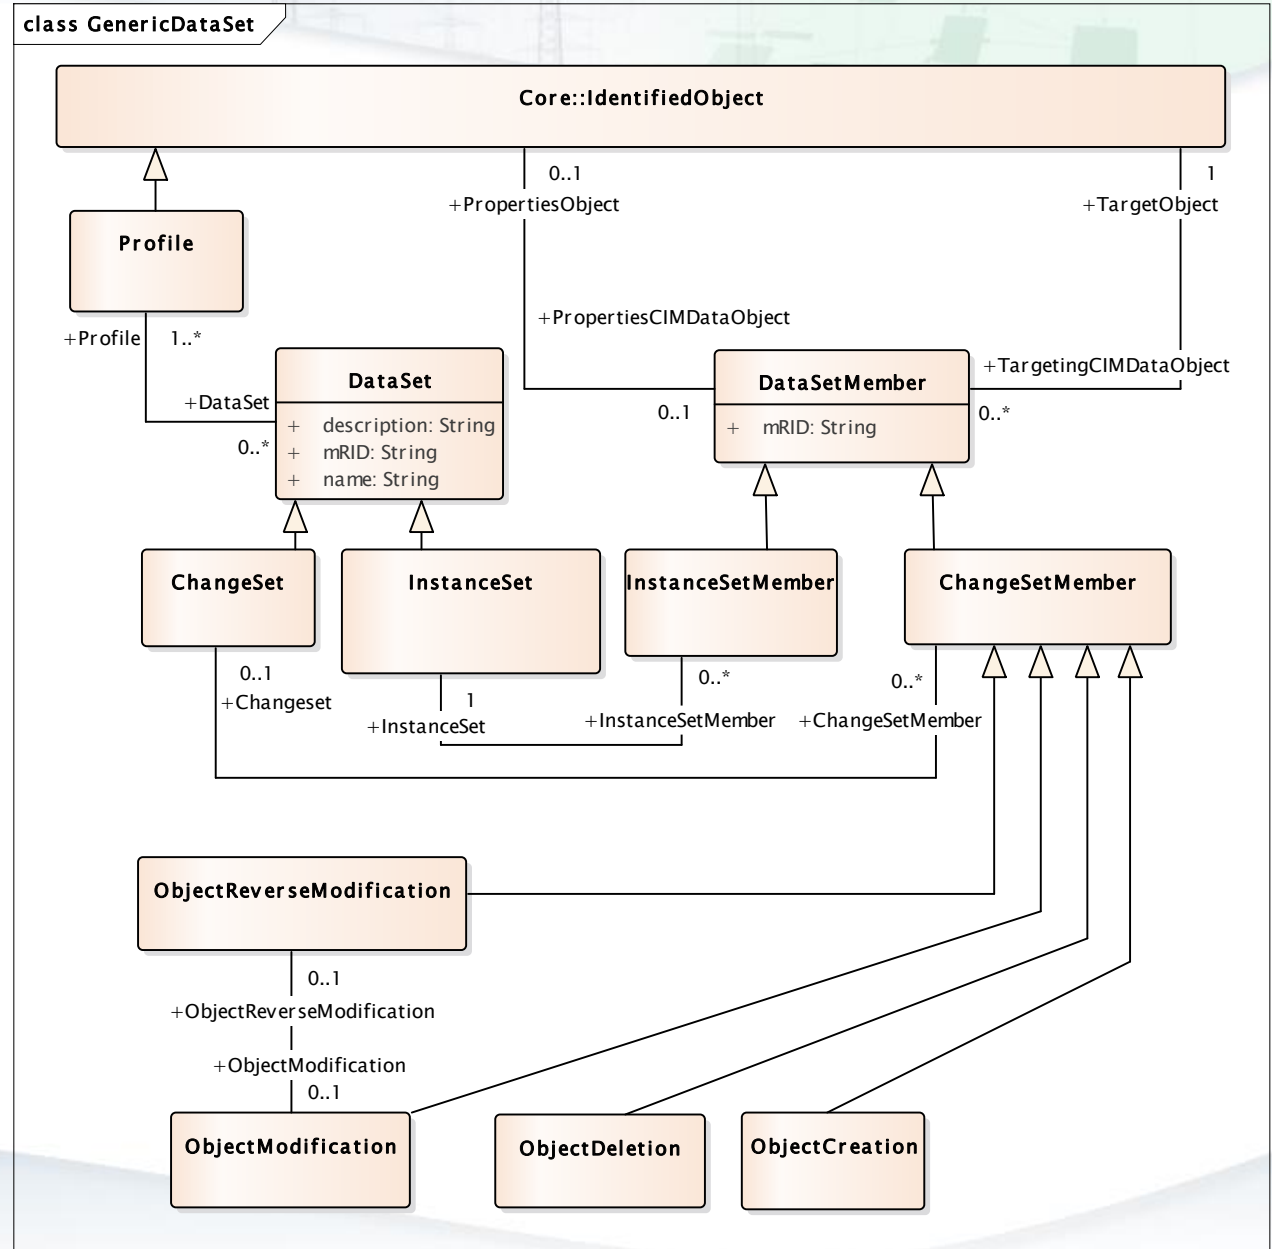 class GenericDataSet
Core::IdentifiedObject
0..1
1
+PropertiesObject
+TargetObject
Profile
+PropertiesCIMDataObject
+Profile
1..*
+TargetingCIMDataObject
DataSet
DataSetMember
+DataSet
0..1
0..*
+ description: String
+ mRID: String
0..*
+ mRID: String
+ name: String
ChangeSet
InstanceSet
InstanceSetMember
ChangeSetMember
0..1
+Changeset
1
+InstanceSet
0..*
+InstanceSetMember
0..*
+ChangeSetMember
ObjectReverseModification
0..1
+ObjectReverseModification
+ObjectModification
0..1
ObjectModification
ObjectDeletion
ObjectCreation